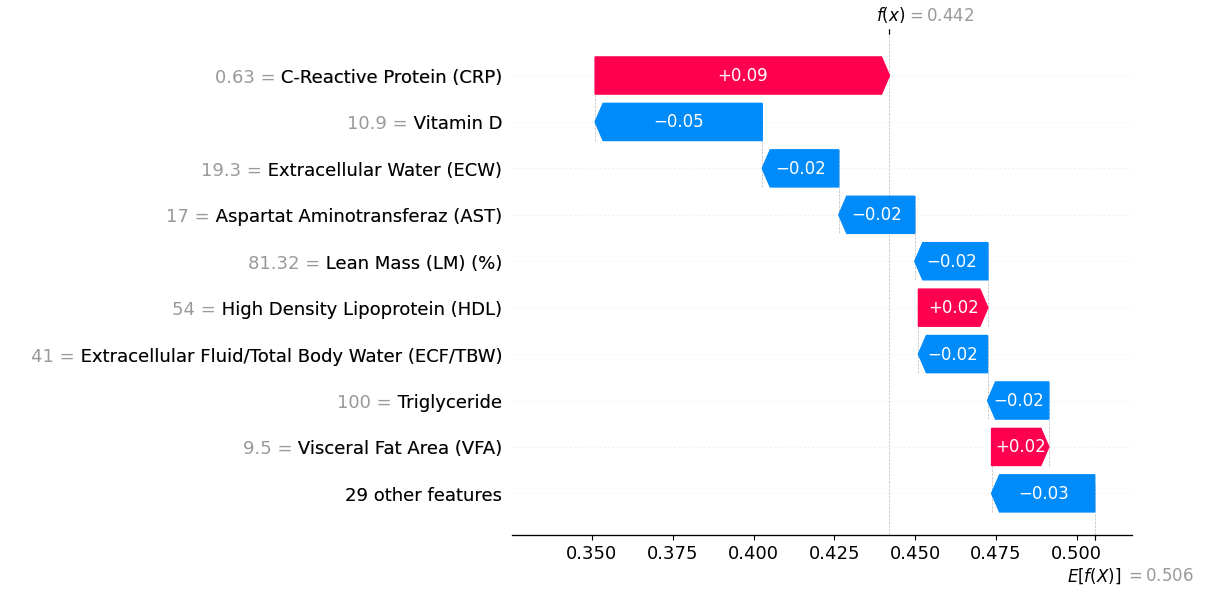 f(x) = 0.442
0.63 = C-Reactive Protein (CRP)
+0.09
10.9 = Vitamin D
−0.05
19.3 = Extracellular Water (ECW)
−0.02
17 = Aspartat Aminotransferaz (AST)
−0.02
81.32 = Lean Mass (LM) (%)
−0.02
54 = High Density Lipoprotein (HDL)
+0.02
41 = Extracellular Fluid/Total Body Water (ECF/TBW)
−0.02
100 = Triglyceride
−0.02
9.5 = Visceral Fat Area (VFA)
+0.02
29 other features
−0.03
0.350 0.375 0.400 0.425 0.450 0.475 0.500
E[f(X)] = 0.506